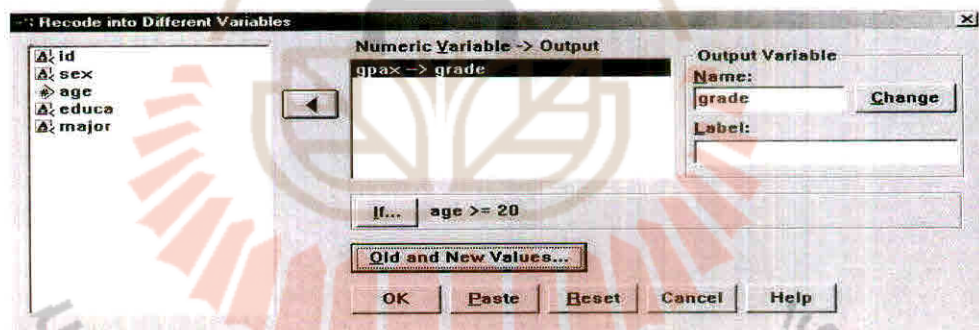 Recode into Different Variables
id
sex
age
educa
major
Numeric Variable -> Output
gpax --> grade
Output Variable
Name:
grade
Change
Label:
If...
age >= 20
Old and New Values...
OK
Paste
Reset
Cancel
Help